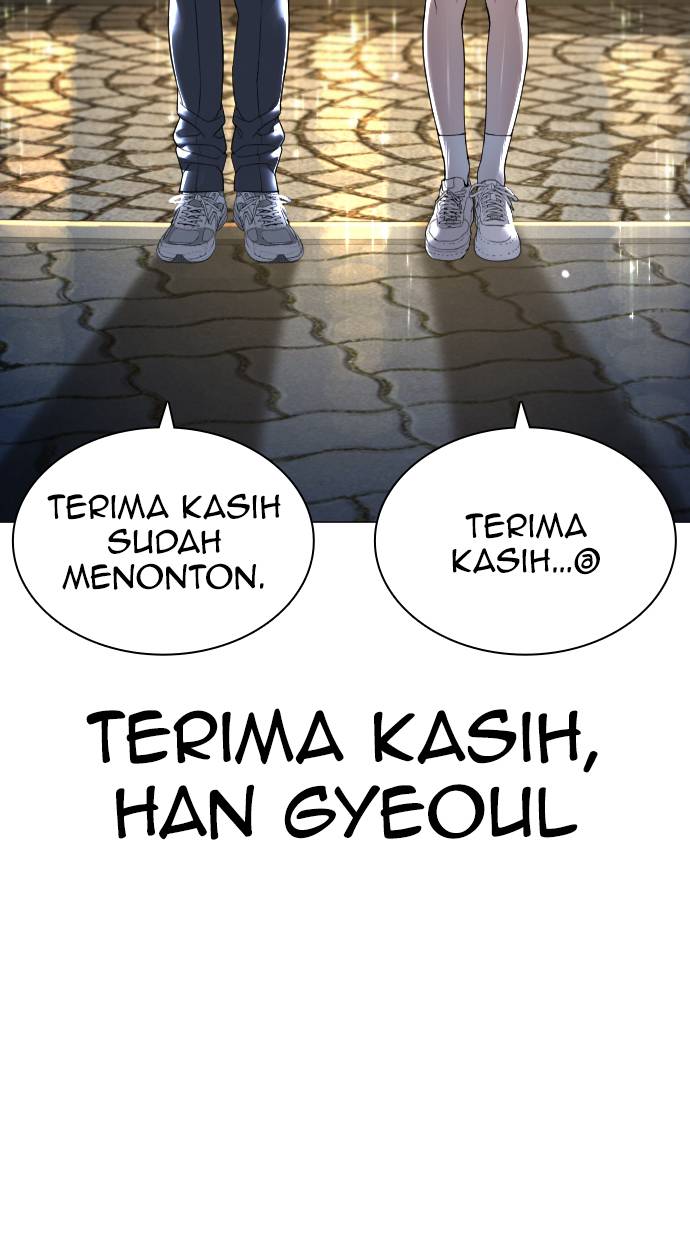 TERIMA KASIH
SUDAH
MENONTON.
TERIMA
KASIH...@
TERIMA KASIH,
HAN GYEOUL